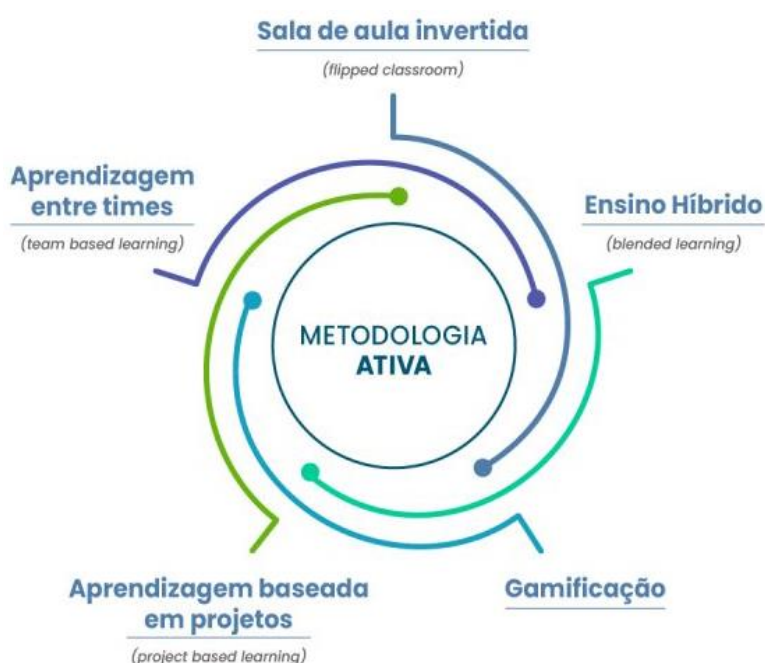 Sala de aula invertida
(flipped classroom)
Aprendizagem
entre times
(team based learning)
Ensino Híbrido
(blended learning)
METODOLOGIA
ATIVA
Aprendizagem baseada
em projetos
(project based learning)
Gamificação